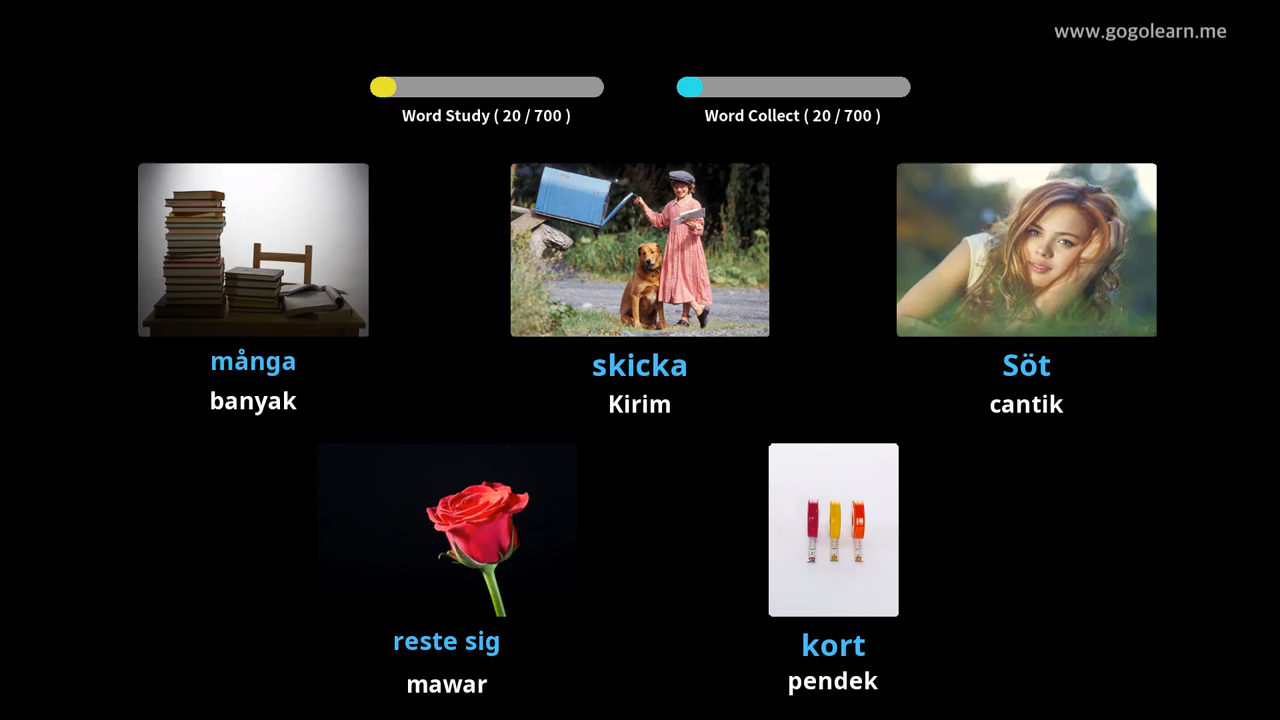 www.gogolearn.me
Word Study ( 20 / 700 )
Word Collect ( 20 / 700 )
många
banyak
skicka
Kirim
Söt
cantik
reste sig
mawar
kort
pendek